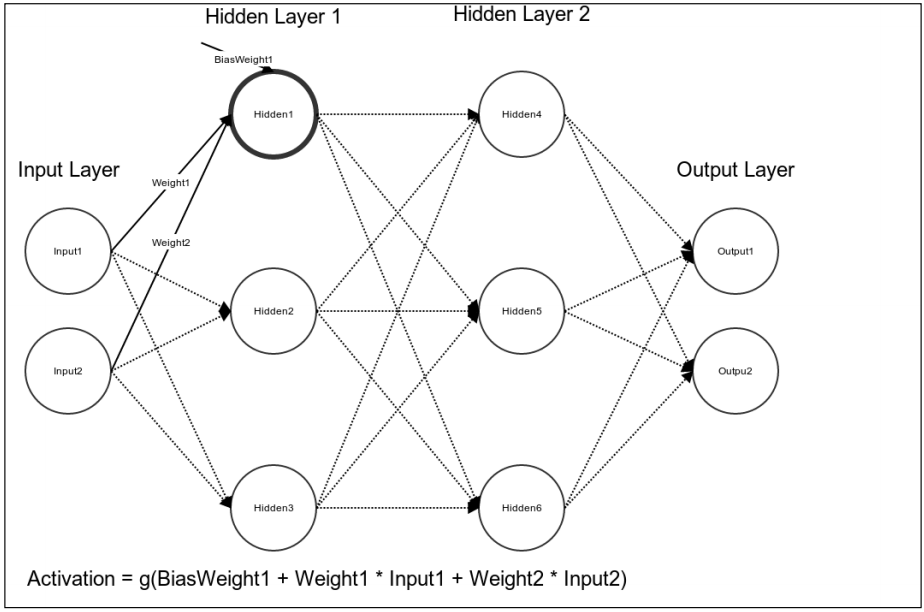 Hidden Layer 1
Hidden Layer 2
BiasWeight1
Hidden1
Hidden4
Input Layer
Output Layer
Weight1
Weight2
Input1
Output1
Hidden2
Hidden5
Input2
Outpu2
Hidden3
Hidden6
Activation = g(BiasWeight1 + Weight1 * Input1 + Weight2 * Input2)